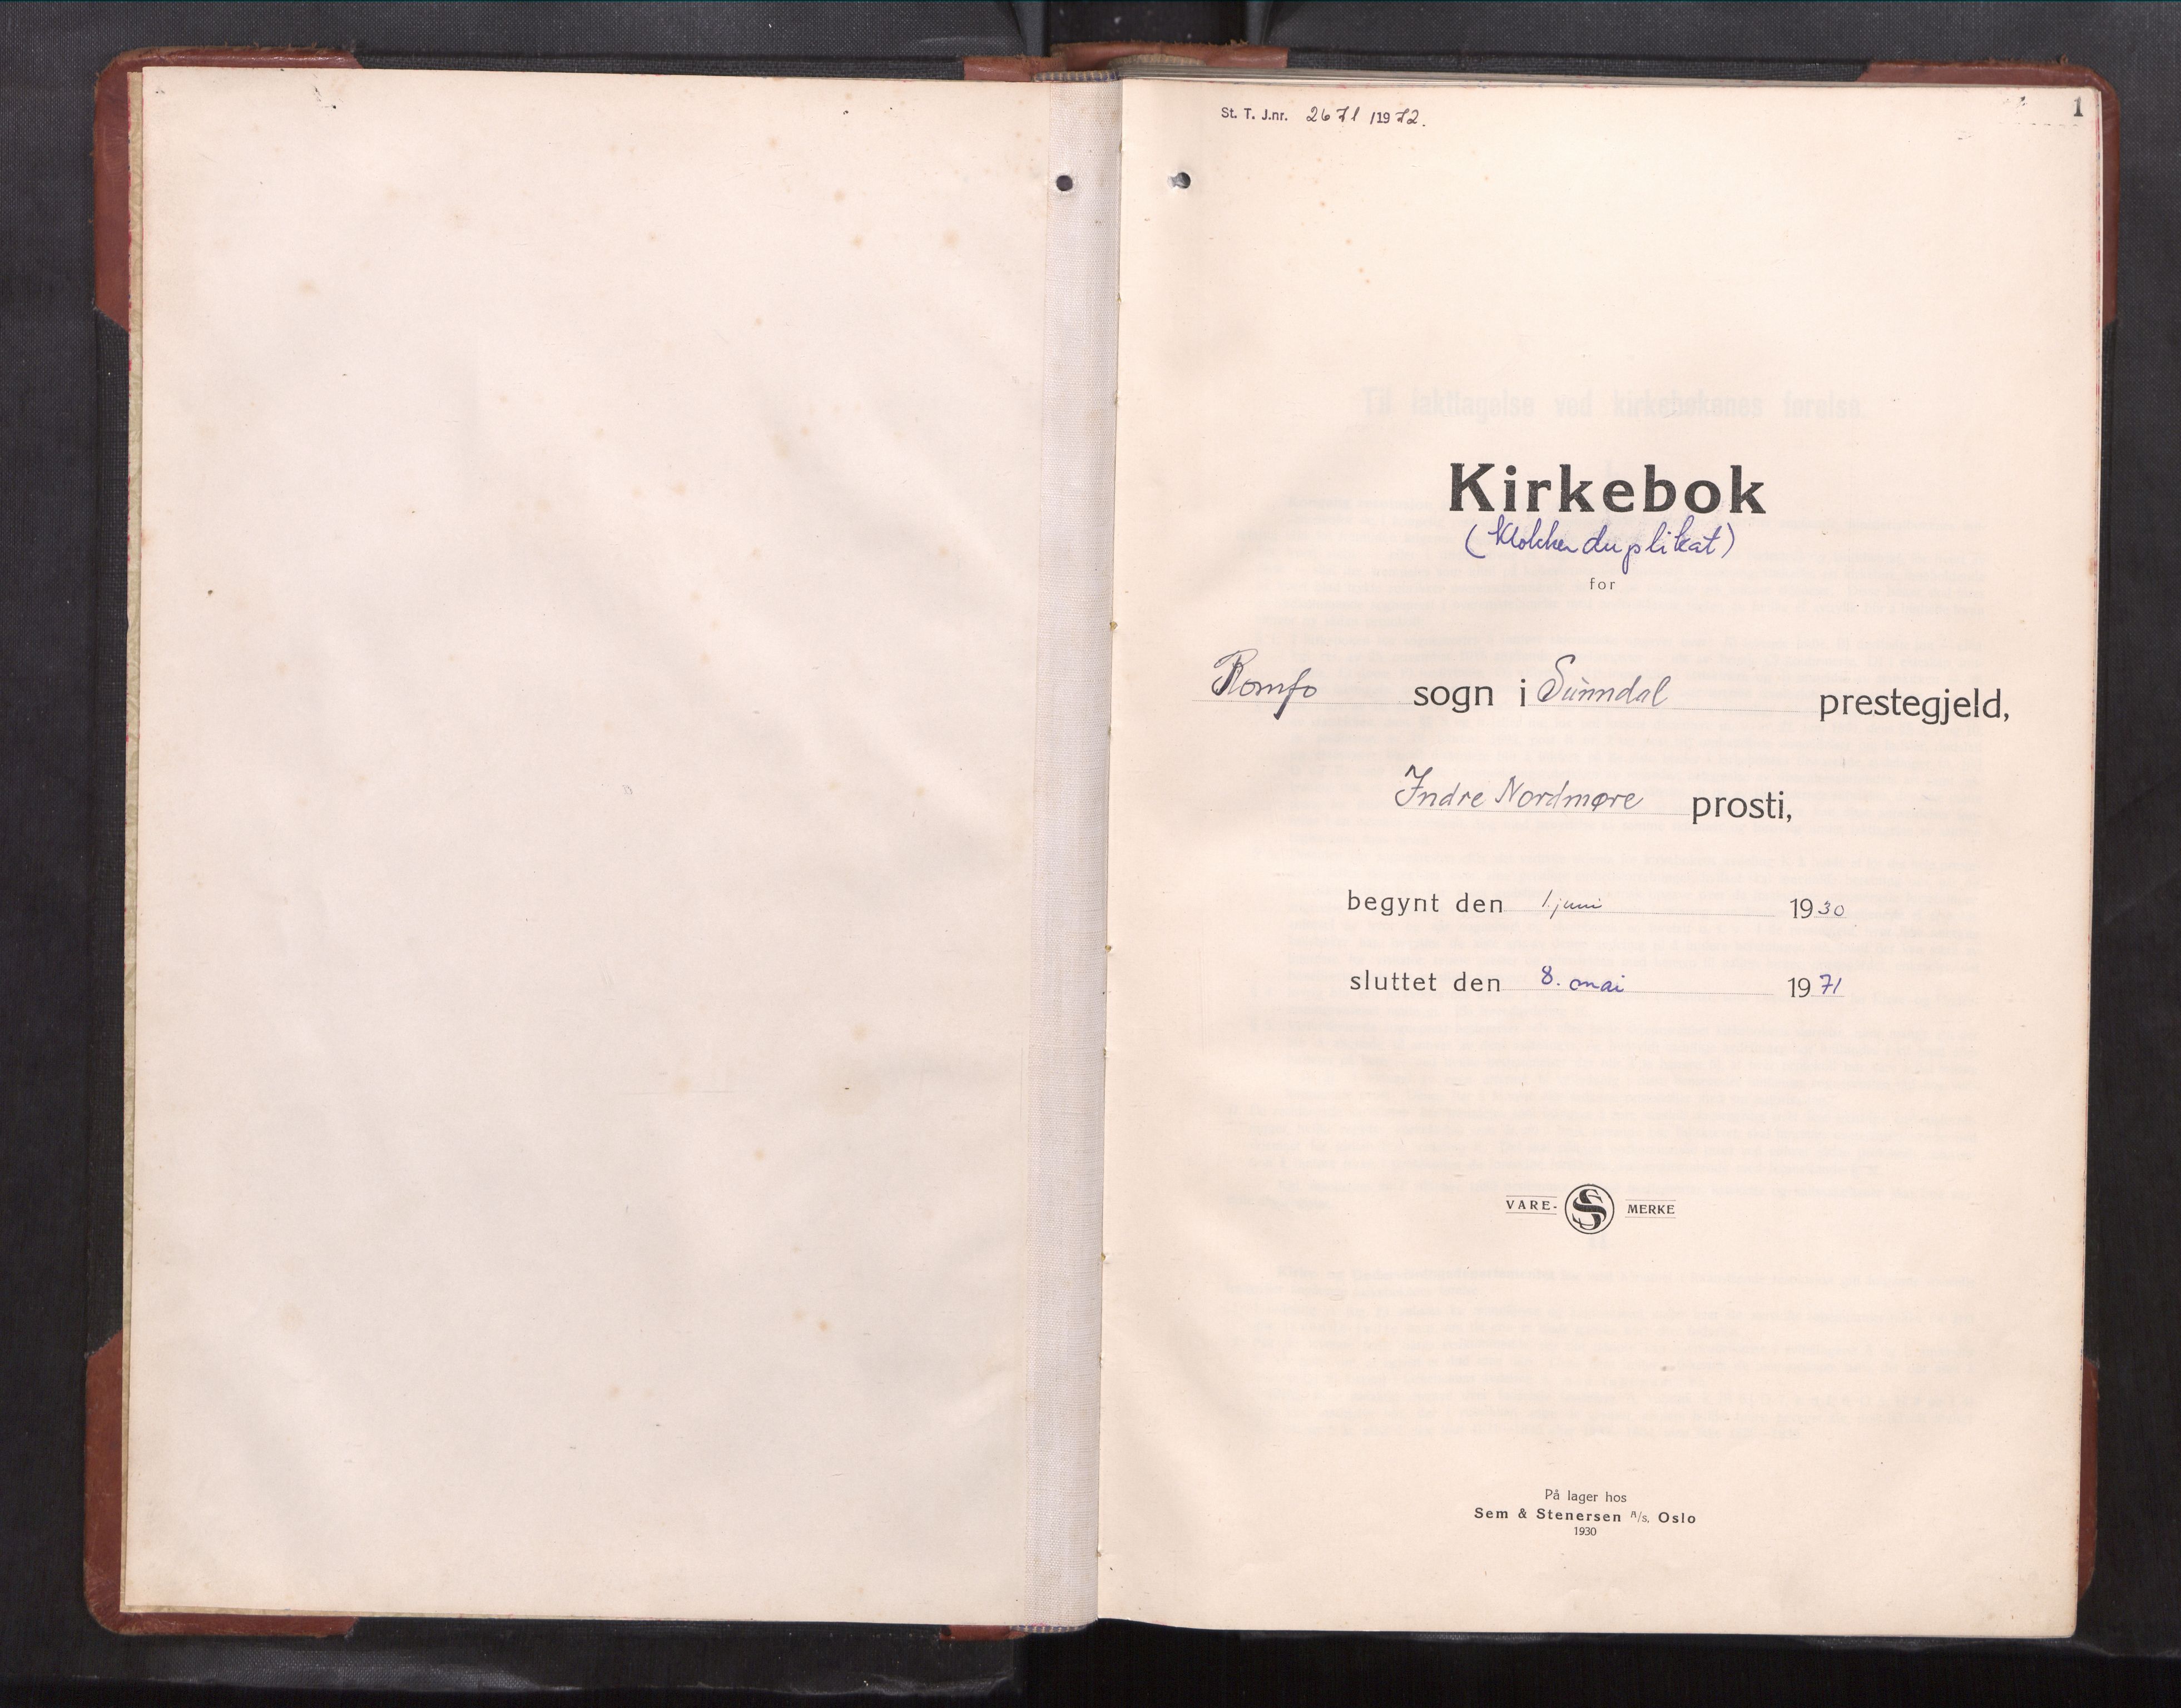 St. T. J.nr. 2671 /1972.
1
Kirkebok
(Klokkerduplikat)
for
Romfo sogn i Sunndal prestegjeld,
Indre Nordmøre prosti,
begynt den 1. juni 1930
sluttet den 8. mai 1971
VARE- SS MERKE
På lager hos
Sem & Stenersen A/s. Oslo
1930